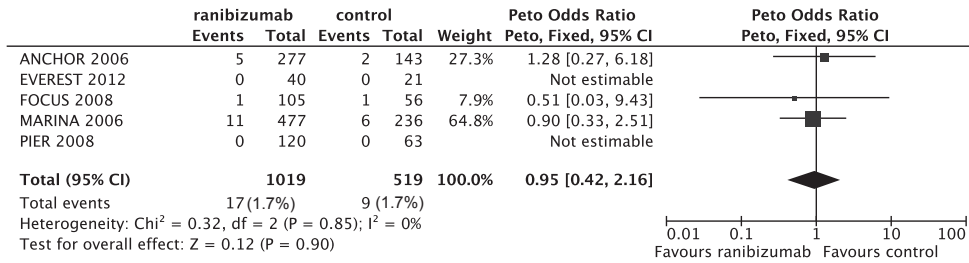 ranibizumab control Peto Odds Ratio Peto Odds Ratio
Events Total Events Total Weight Peto, Fixed, 95% CI Peto, Fixed, 95% CI
ANCHOR 2006 5 277 2 143 27.3% 1.28 [0.27, 6.18]
EVEREST 2012 0 40 0 21 Not estimable
FOCUS 2008 1 105 1 56 7.9% 0.51 [0.03, 9.43]
MARINA 2006 11 477 6 236 64.8% 0.90 [0.33, 2.51]
PIER 2008 0 120 0 63 Not estimable
Total (95% CI) 1019 519 100.0% 0.95 [0.42, 2.16]
Total events 17 (1.7%) 9 (1.7%)
Heterogeneity: Chi² = 0.32, df = 2 (P = 0.85); I² = 0%
Test for overall effect: Z = 0.12 (P = 0.90)
0.01 0.1 1 10 100
Favours ranibizumab Favours control